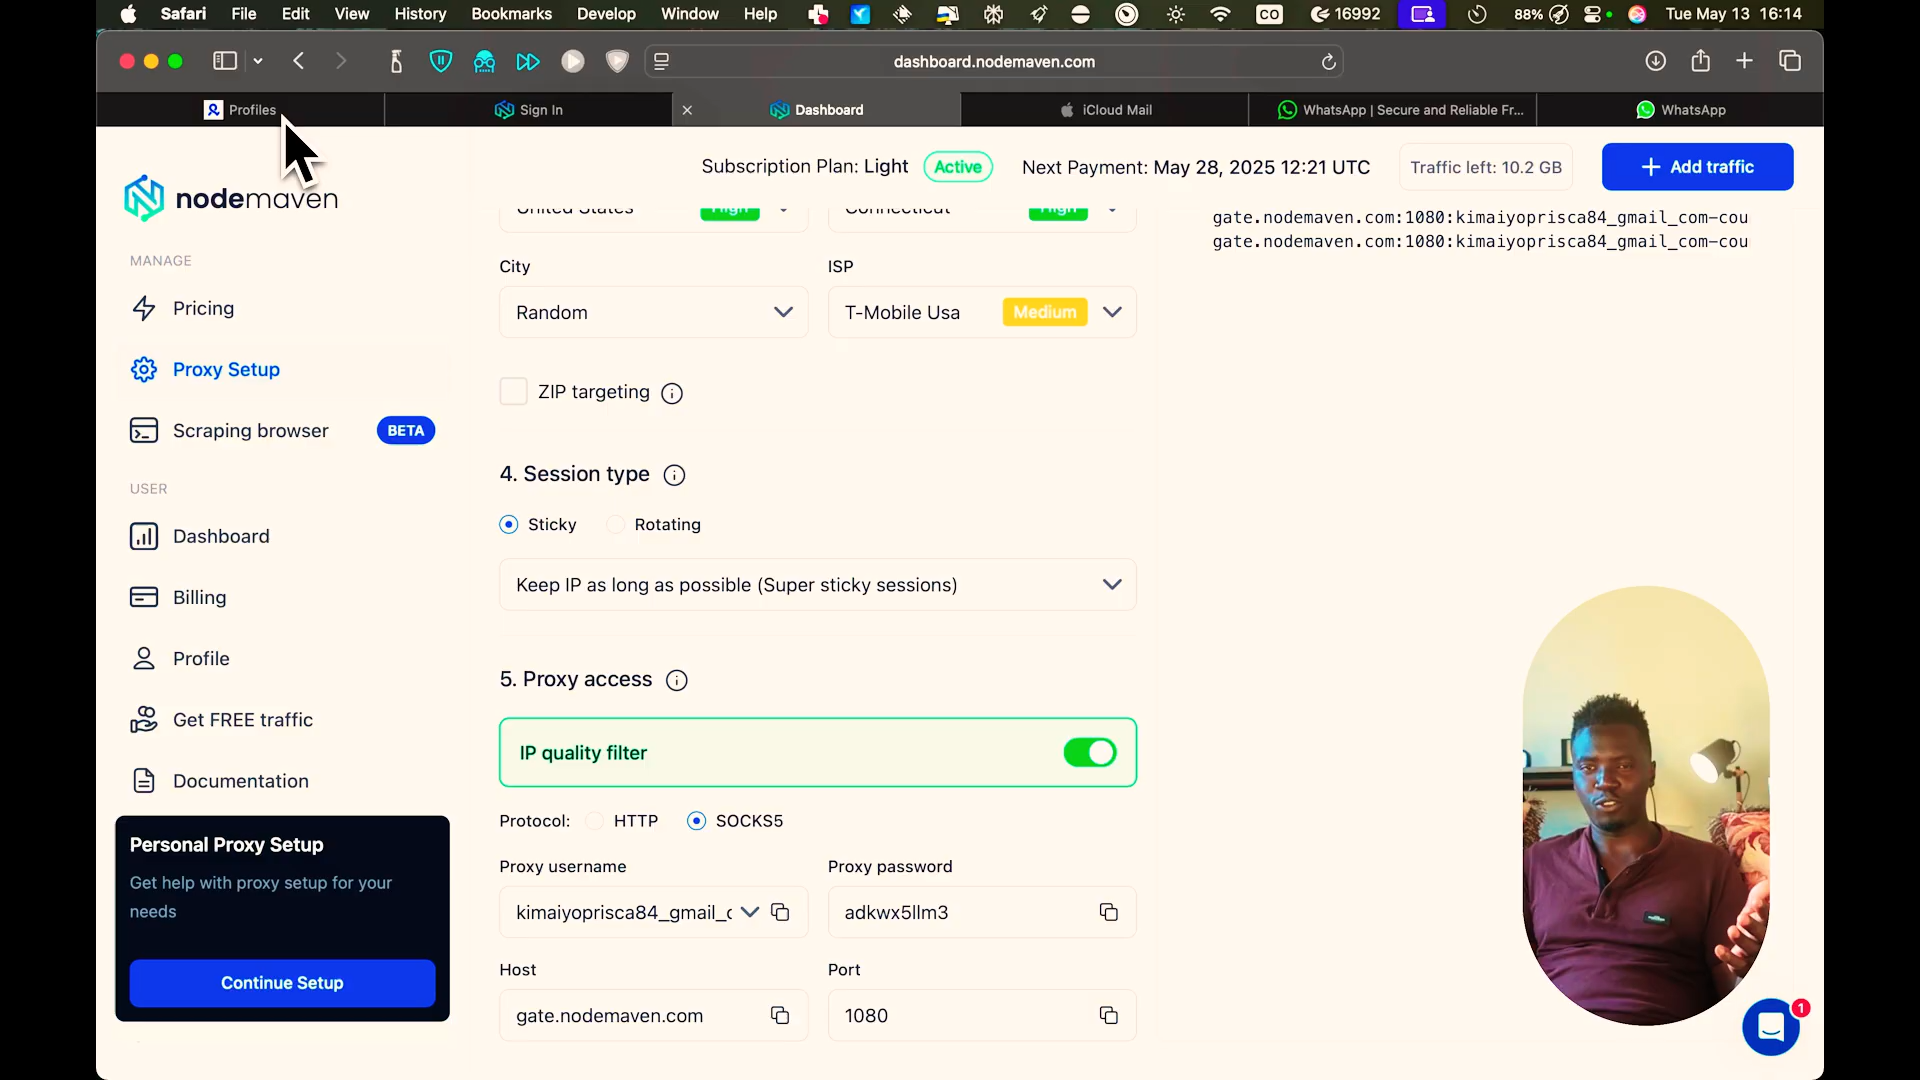 Safari File Edit View History Bookmarks Develop Window Help CO 16992 88% Tue May 13 16:14
dashboard.nodemaven.com
Profiles Sign In Dashboard iCloud Mail WhatsApp | Secure and Reliable Fr... WhatsApp
nodemaven
Subscription Plan: Light Active Next Payment: May 28, 2025 12:21 UTC Traffic left: 10.2 GB + Add traffic
United States High Connecticut High
gate.nodemaven.com:1080:kimaiyoprisca84_gmail_com-cou
gate.nodemaven.com:1080:kimaiyoprisca84_gmail_com-cou
MANAGE
Pricing
Proxy Setup
Scraping browser BETA
USER
Dashboard
Billing
Profile
Get FREE traffic
Documentation
Personal Proxy Setup
Get help with proxy setup for your
needs
Continue Setup
City ISP
Random T-Mobile Usa Medium
ZIP targeting
4. Session type
Sticky Rotating
Keep IP as long as possible (Super sticky sessions)
5. Proxy access
IP quality filter
Protocol: HTTP SOCKS5
Proxy username Proxy password
kimaiyoprisca84_gmail_c adkwx5llm3
Host Port
gate.nodemaven.com 1080
1